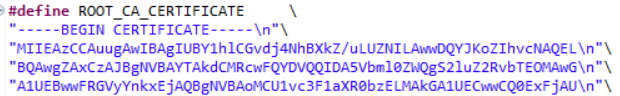 #define ROOT_CA_CERTIFICATE \
"-----BEGIN CERTIFICATE-----\n"\
"MIIEAzCCAuugAwIBAgIUBY1hlCGvdj4NhBXkZ/uLUZNILAwwDQYJKoZIhvcNAQEL\n"\
"BQAwgZAxCzAJBgNVBAYTAkdCMRcwFQYDVQQIDA5Vbml0ZWQgS2luZ2RvbTEOMAwG\n"\
"A1UEBwwFRGVyYnkxEjAQBgNVBAoMCU1vc3F1aXR0bzELMAkGA1UECwwCQ0ExFjAU\n"\